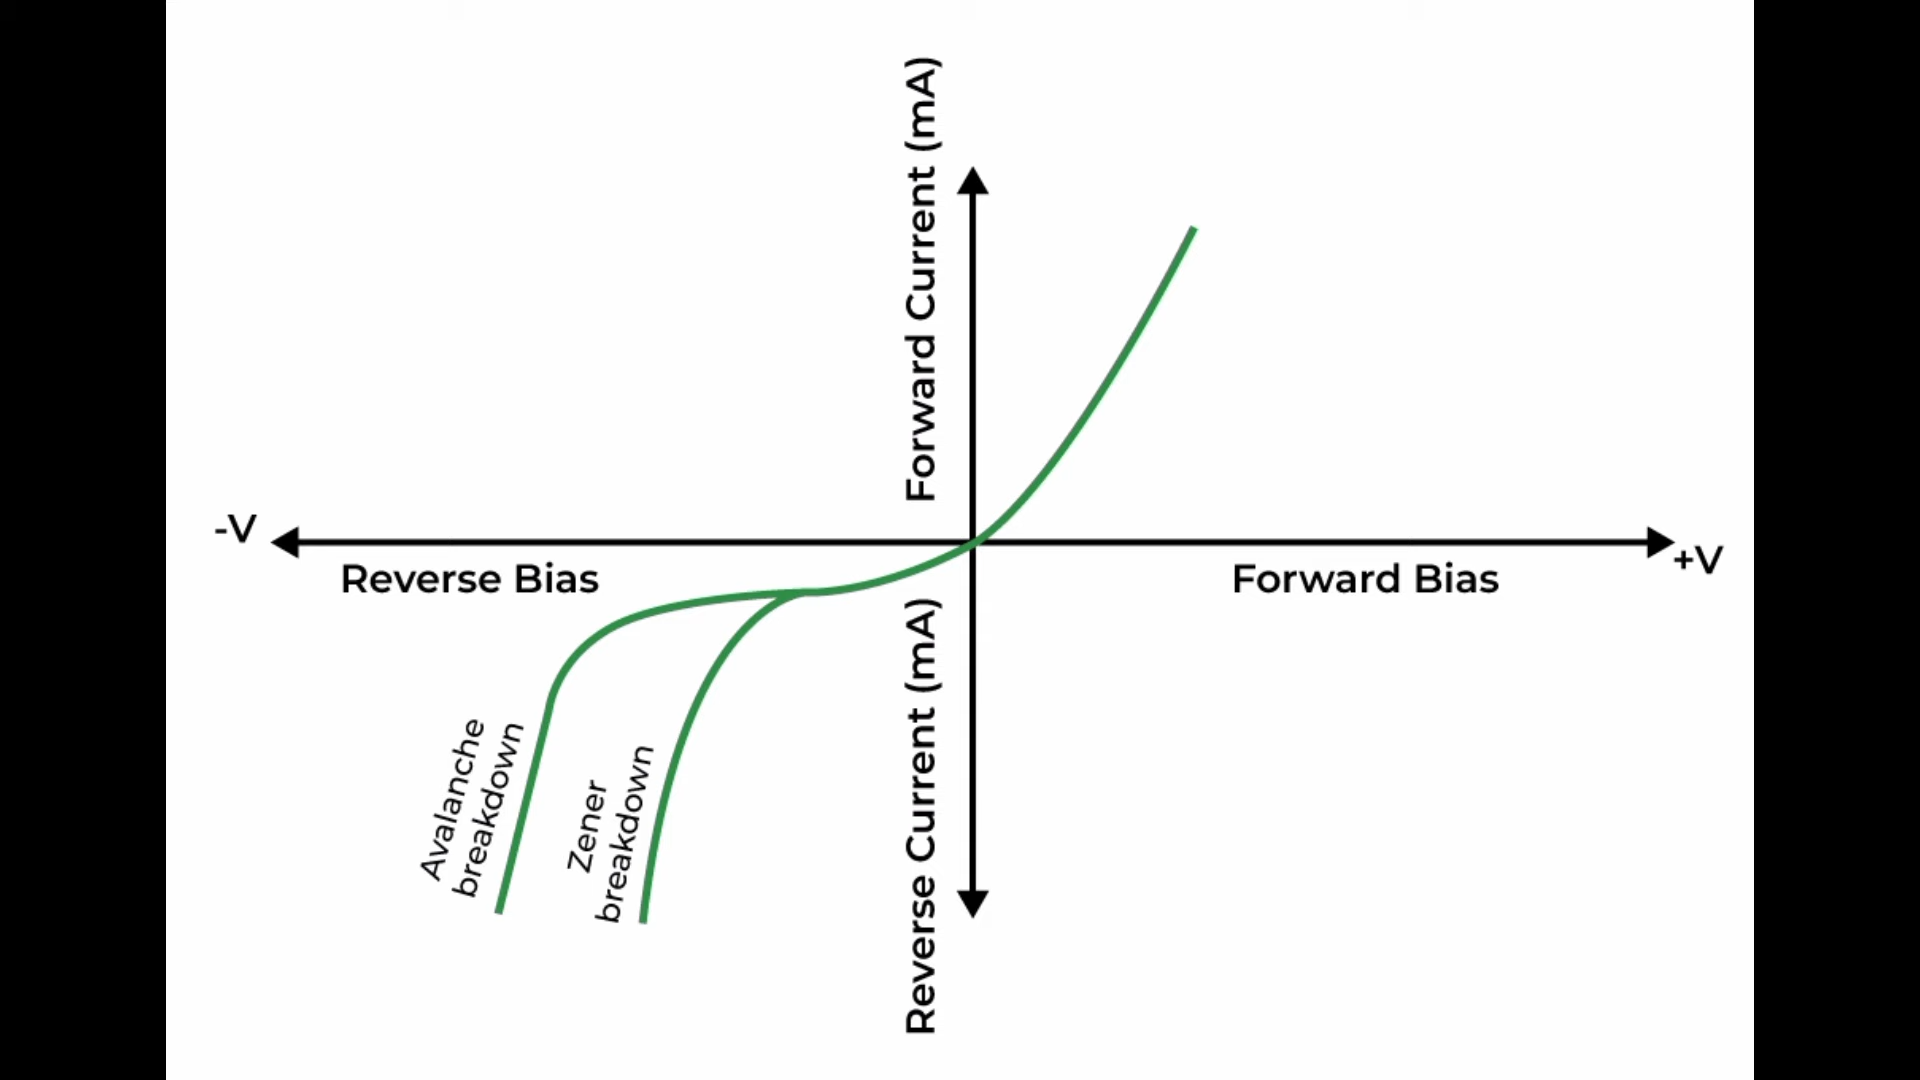 Forward Current (mA)
-V
+V
Reverse Bias
Forward Bias
Reverse Current (mA)
Avalanche
breakdown
Zener
breakdown